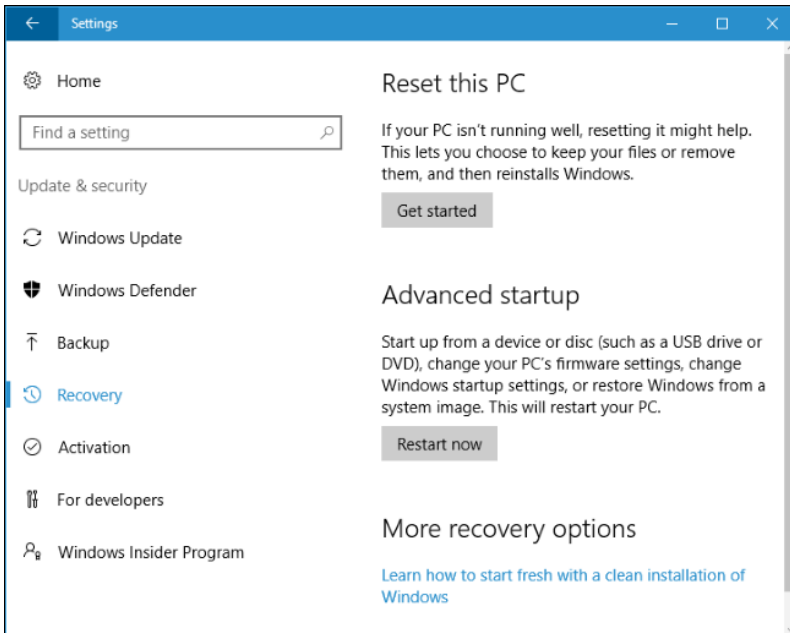 Settings
Home
Find a setting
Update & security
Windows Update
Windows Defender
Backup
Recovery
Activation
For developers
Windows Insider Program
Reset this PC
If your PC isn't running well, resetting it might help.
This lets you choose to keep your files or remove
them, and then reinstalls Windows.
Get started
Advanced startup
Start up from a device or disc (such as a USB drive or
DVD), change your PC's firmware settings, change
Windows startup settings, or restore Windows from a
system image. This will restart your PC.
Restart now
More recovery options
Learn how to start fresh with a clean installation of
Windows